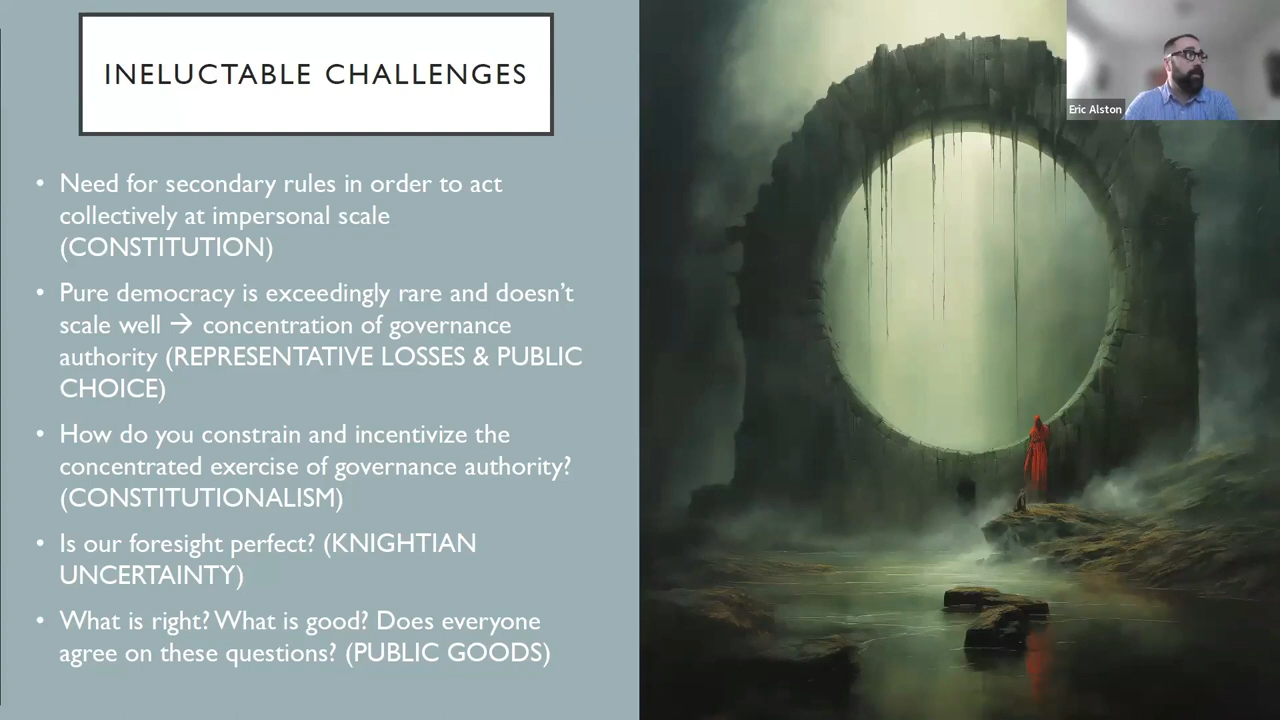 INELUCTABLE CHALLENGES
• Need for secondary rules in order to act
collectively at impersonal scale
(CONSTITUTION)
• Pure democracy is exceedingly rare and doesn't
scale well → concentration of governance
authority (REPRESENTATIVE LOSSES & PUBLIC
CHOICE)
• How do you constrain and incentivize the
concentrated exercise of governance authority?
(CONSTITUTIONALISM)
• Is our foresight perfect? (KNIGHTIAN
UNCERTAINTY)
• What is right? What is good? Does everyone
agree on these questions? (PUBLIC GOODS)
Eric Alston